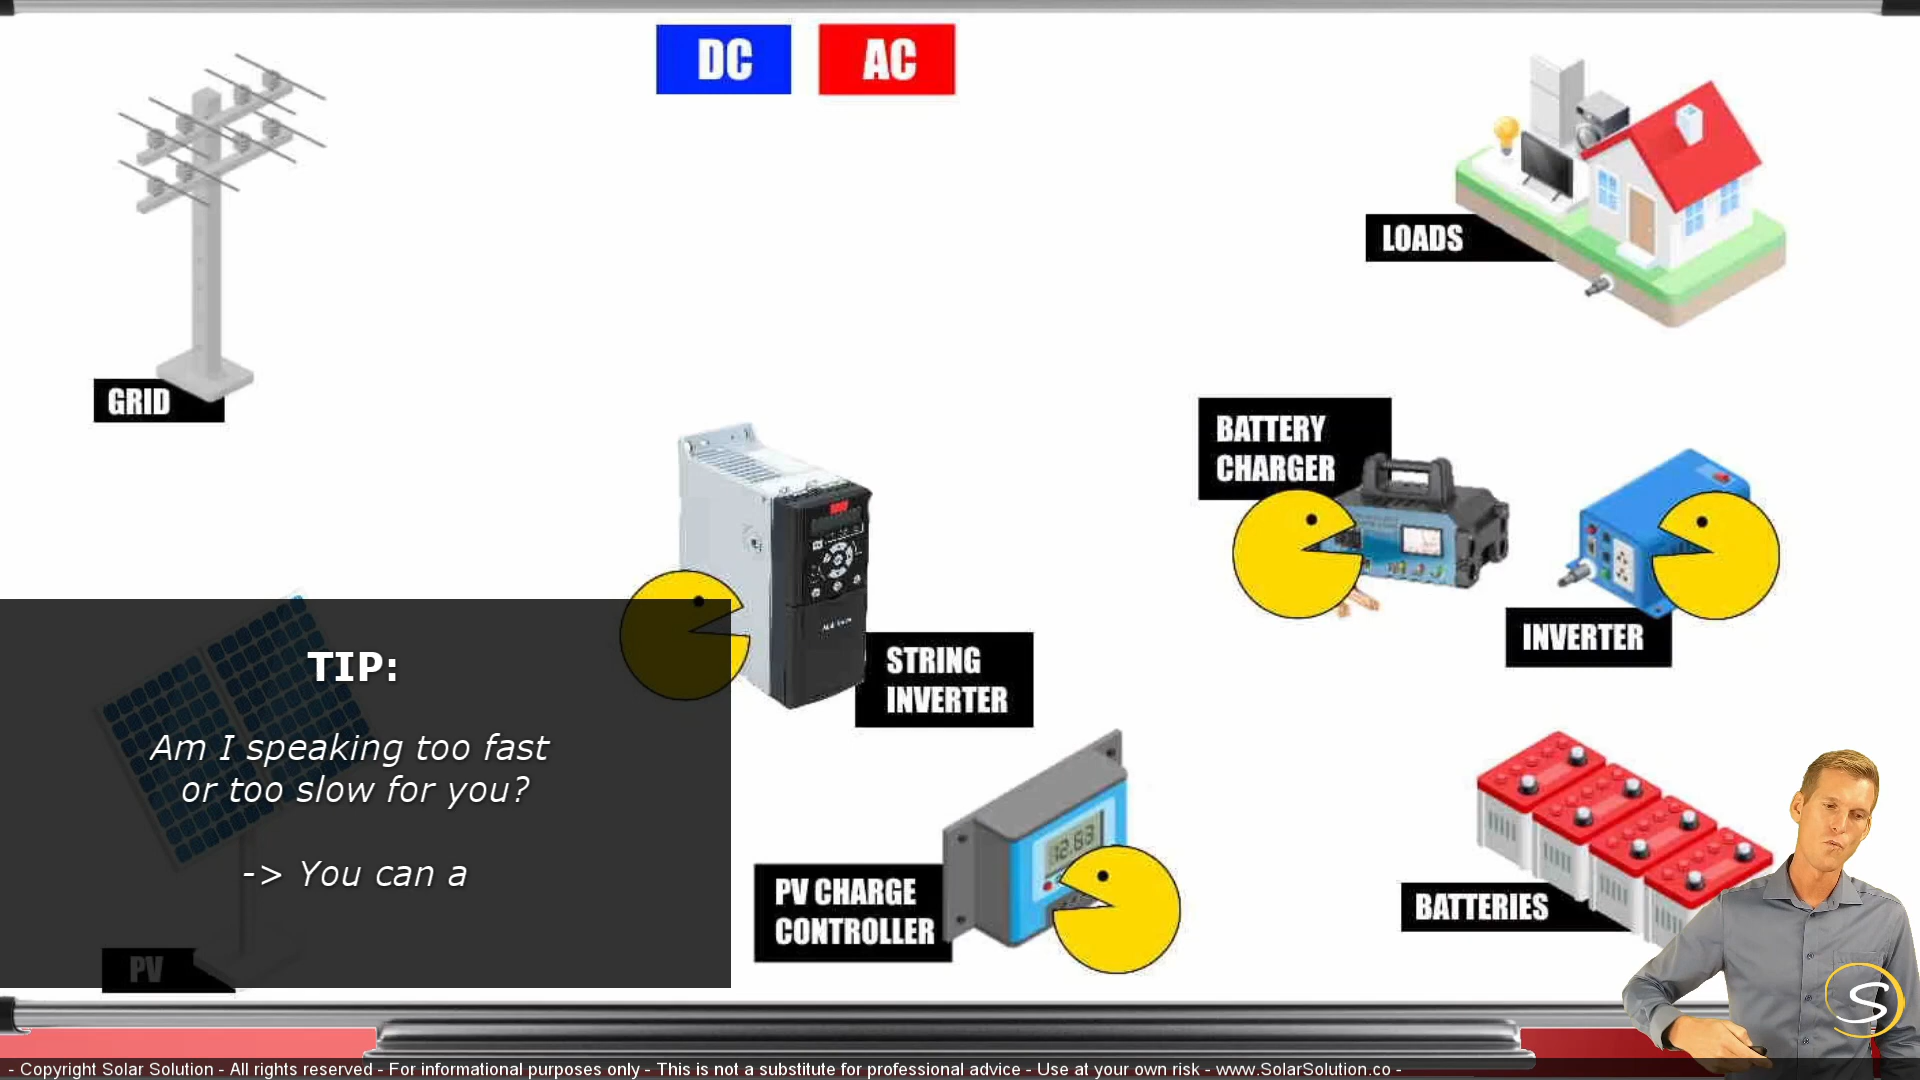 DC
AC
LOADS
GRID
BATTERY
CHARGER
INVERTER
STRING
INVERTER
TIP:
Am I speaking too fast
or too slow for you?
-> You can a
12.83
PV CHARGE
CONTROLLER
BATTERIES
PV
S
- Copyright Solar Solution - All rights reserved - For informational purposes only - This is not a substitute for professional advice - Use at your own risk - www.SolarSolution.co -